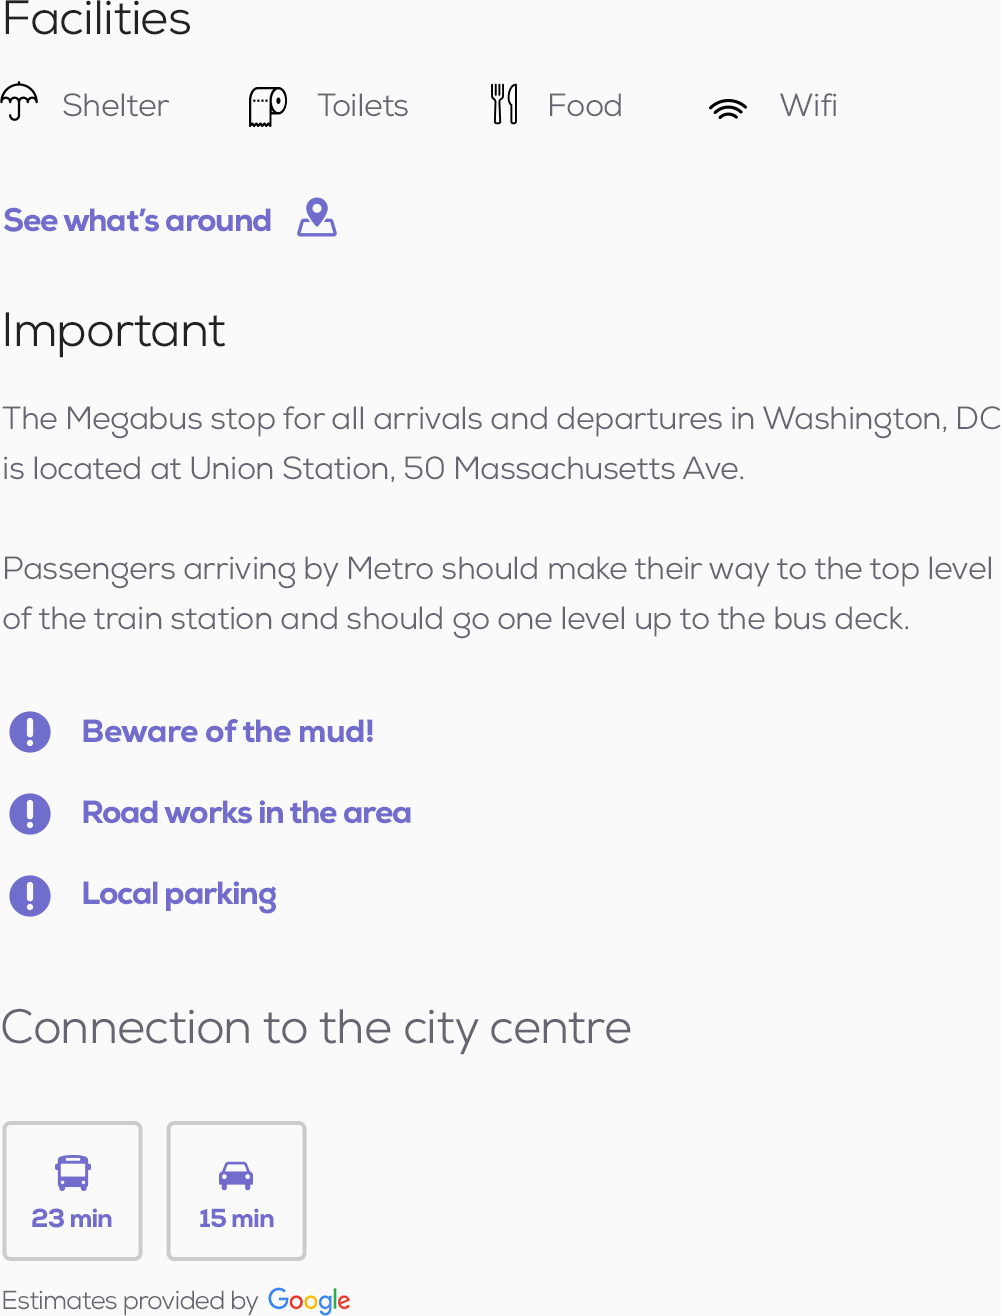 Facilities
Shelter Toilets Food Wifi
See what's around
Important
The Megabus stop for all arrivals and departures in Washington, DC
is located at Union Station, 50 Massachusetts Ave.
Passengers arriving by Metro should make their way to the top level
of the train station and should go one level up to the bus deck.
Beware of the mud!
Road works in the area
Local parking
Connection to the city centre
23 min 15 min
Estimates provided by Google